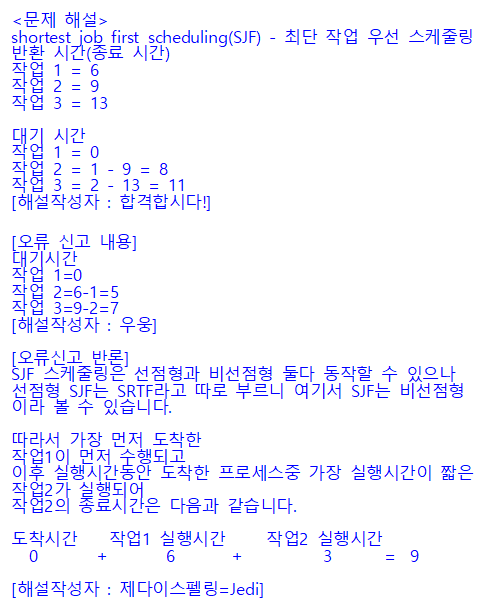 <문제 해설>
shortest job first scheduling(SJF) - 최단 작업 우선 스케줄링
반환 시간(종료 시간)
작업 1 = 6
작업 2 = 9
작업 3 = 13
대기 시간
작업 1 = 0
작업 2 = 1 - 9 = 8
작업 3 = 2 - 13 = 11
[해설작성자 : 합격합시다!]
[오류 신고 내용]
대기시간
작업 1=0
작업 2=6-1=5
작업 3=9-2=7
[해설작성자 : 우웅]
[오류신고 반론]
SJF 스케줄링은 선점형과 비선점형 둘다 동작할 수 있으나
선점형 SJF는 SRTF라고 따로 부르니 여기서 SJF는 비선점형
이라 볼 수 있습니다.
따라서 가장 먼저 도착한
작업1이 먼저 수행되고
이후 실행시간동안 도착한 프로세스중 가장 실행시간이 짧은
작업2가 실행되어
작업2의 종료시간은 다음과 같습니다.
도착시간 작업1 실행시간 작업2 실행시간
0 + 6 + 3 = 9
[해설작성자 : 제다이스펠링=Jedi]